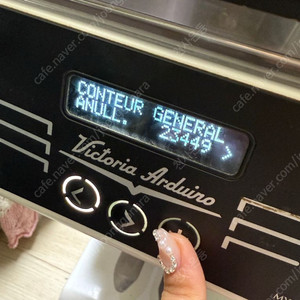 CONTEUR GENERAL
ANULL. 23449 >
Victoria Arduino